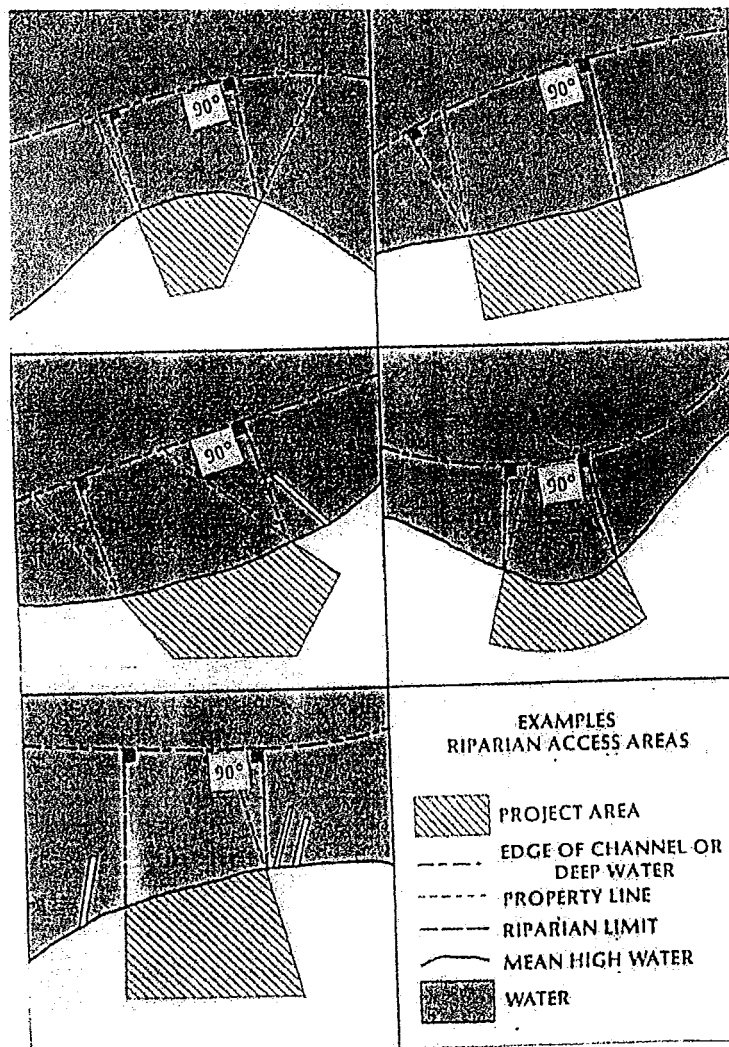 90°
90°
90°
90°
90°
EXAMPLES
RIPARIAN ACCESS AREAS
PROJECT AREA
EDGE OF CHANNEL OR
DEEP WATER
PROPERTY LINE
RIPARIAN LIMIT
MEAN HIGH WATER
WATER